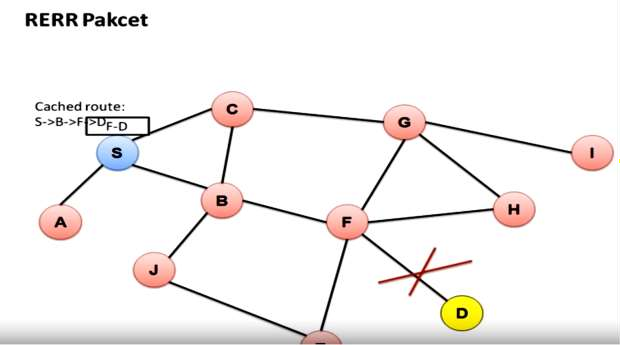 RERR Pakcet
Cached route:
S->B->F->D
F-D
C
G
S
I
B
H
A
F
J
D